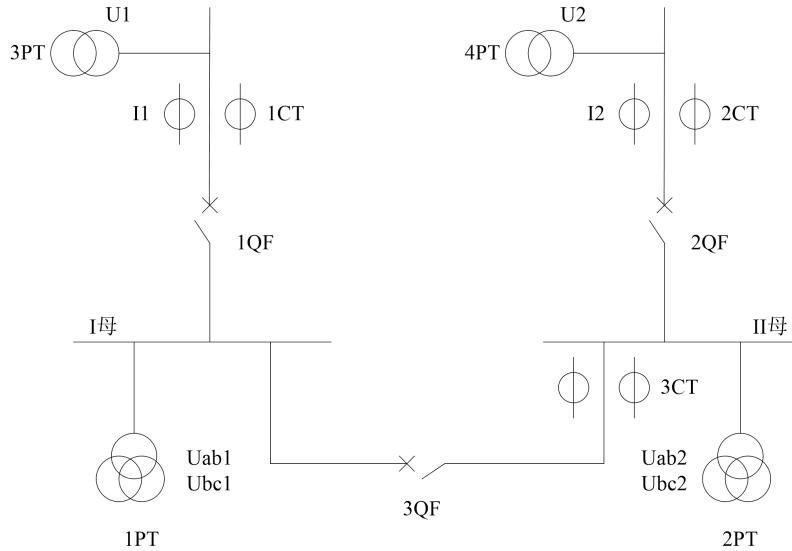 U1
U2
3PT
4PT
I1
1CT
I2
2CT
1QF
2QF
I母
II母
3CT
Uab1
Ubc1
Uab2
Ubc2
3QF
1PT
2PT